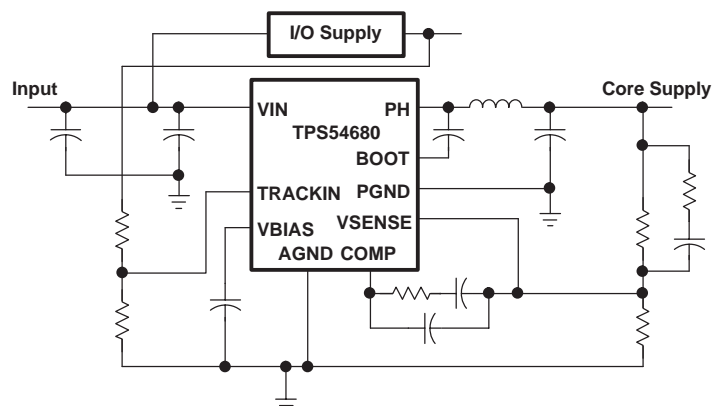 I/O Supply
Input
Core Supply
VIN
PH
TPS54680
BOOT
TRACKIN
PGND
VBIAS
VSENSE
AGND COMP